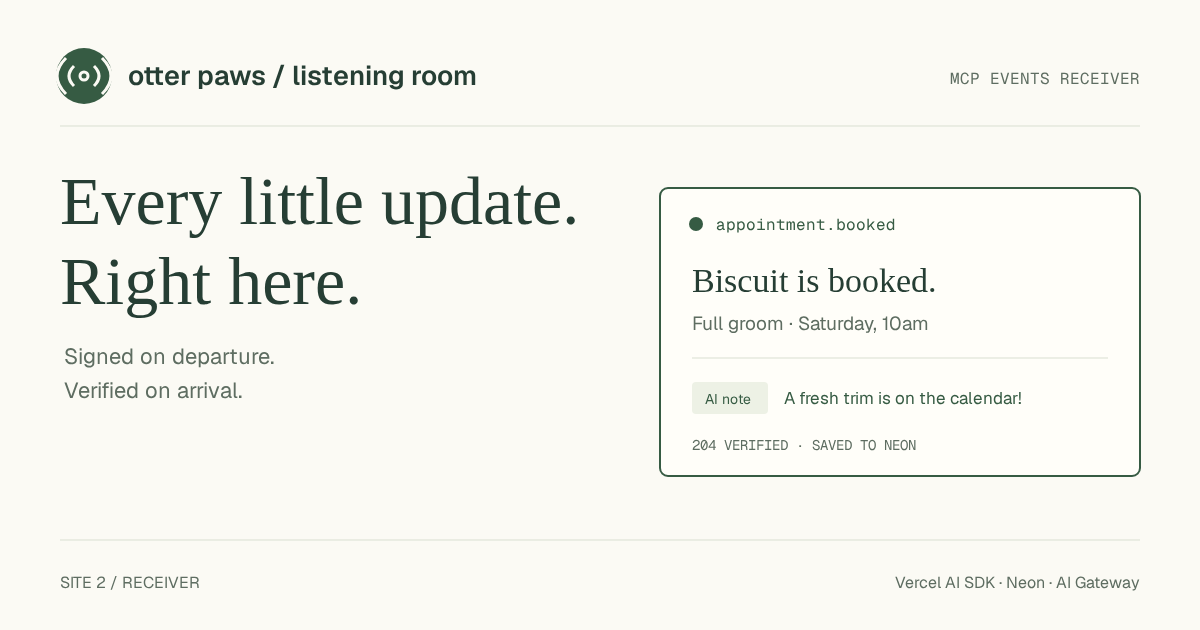 otter paws / listening room
MCP EVENTS RECEIVER
Every little update.
Right here.
Signed on departure.
Verified on arrival.
appointment.booked
Biscuit is booked.
Full groom · Saturday, 10am
AI note A fresh trim is on the calendar!
204 VERIFIED · SAVED TO NEON
SITE 2 / RECEIVER
Vercel AI SDK · Neon · AI Gateway